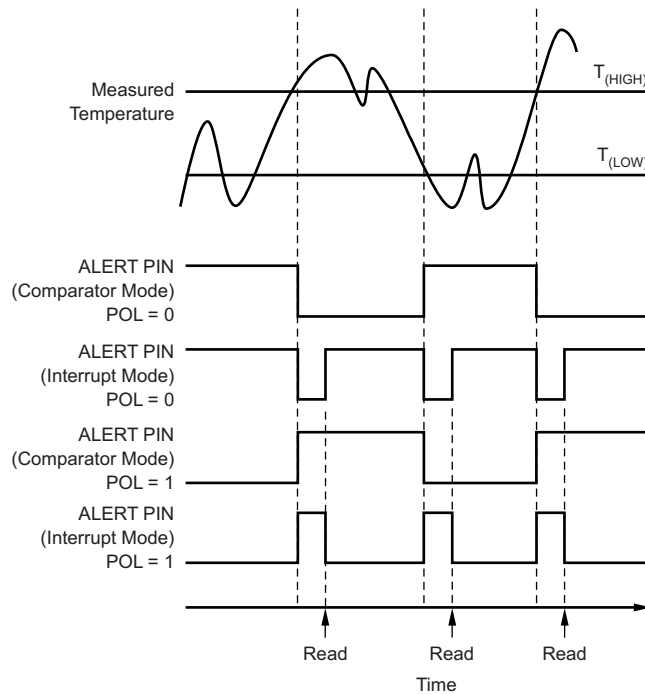 T(HIGH)
Measured
Temperature
T(LOW)
ALERT PIN
(Comparator Mode)
POL = 0
ALERT PIN
(Interrupt Mode)
POL = 0
ALERT PIN
(Comparator Mode)
POL = 1
ALERT PIN
(Interrupt Mode)
POL = 1
Read Read Read
Time